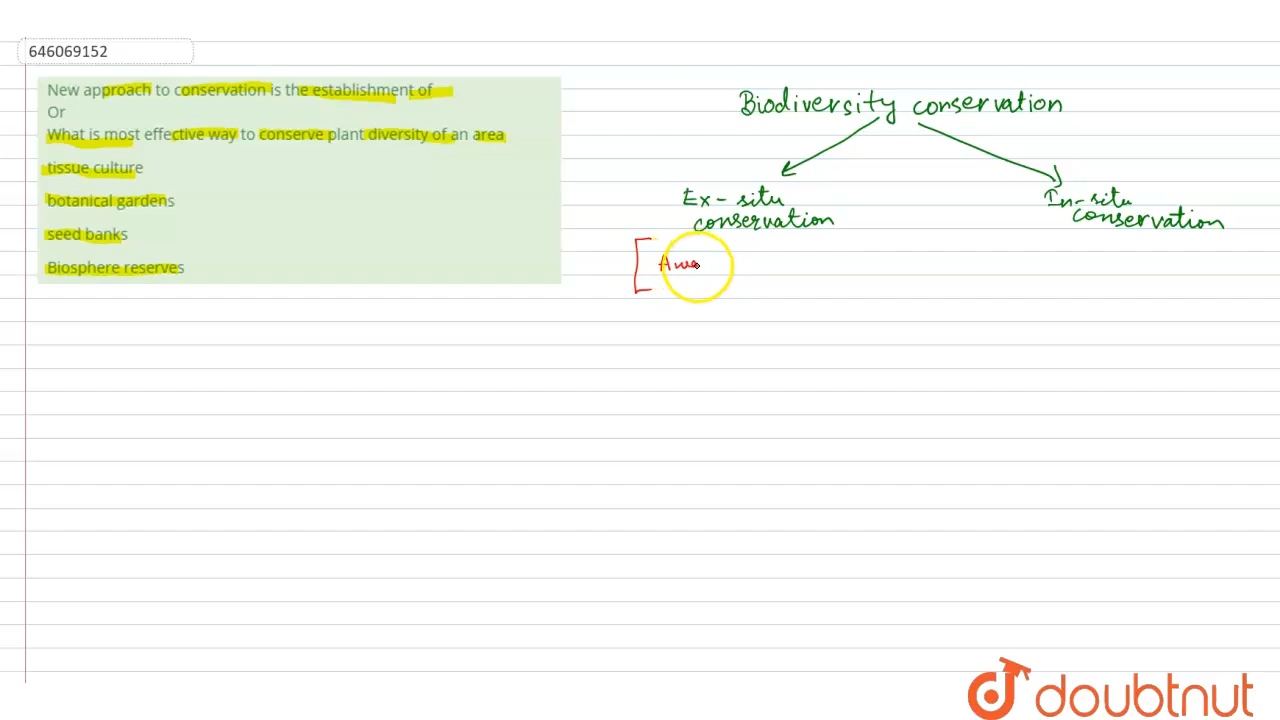 646069152
New approach to conservation is the establishment of
Or
What is most effective way to conserve plant diversity of an area
tissue culture
botanical gardens
seed banks
Biosphere reserves
Biodiversity conservation
Ex-situ
conservation
In-situ
conservation
doubtnut